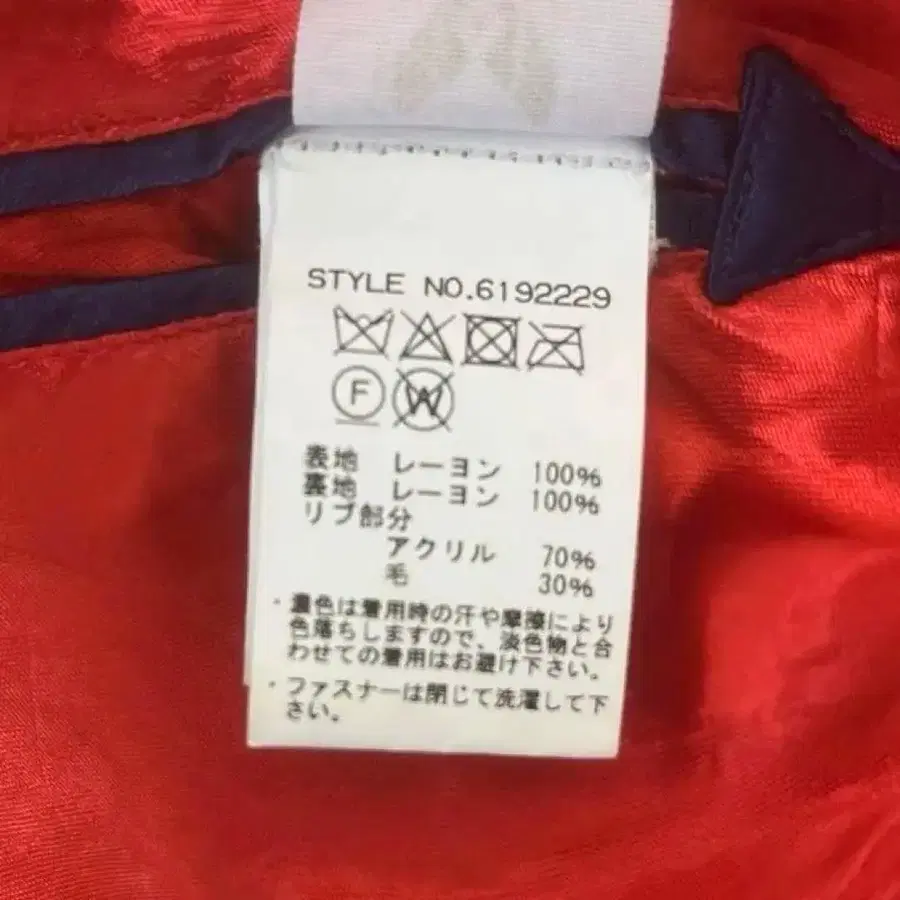 STYLE NO.6192229
F W
表地 レーヨン 100%
裏地 レーヨン 100%
リブ部分
アクリル 70%
毛 30%
・濃色は着用時の汗や摩擦により
色落ちしますので、淡色物と合
わせての着用はお避け下さい。
・ファスナーは閉じて洗濯して下
さい。